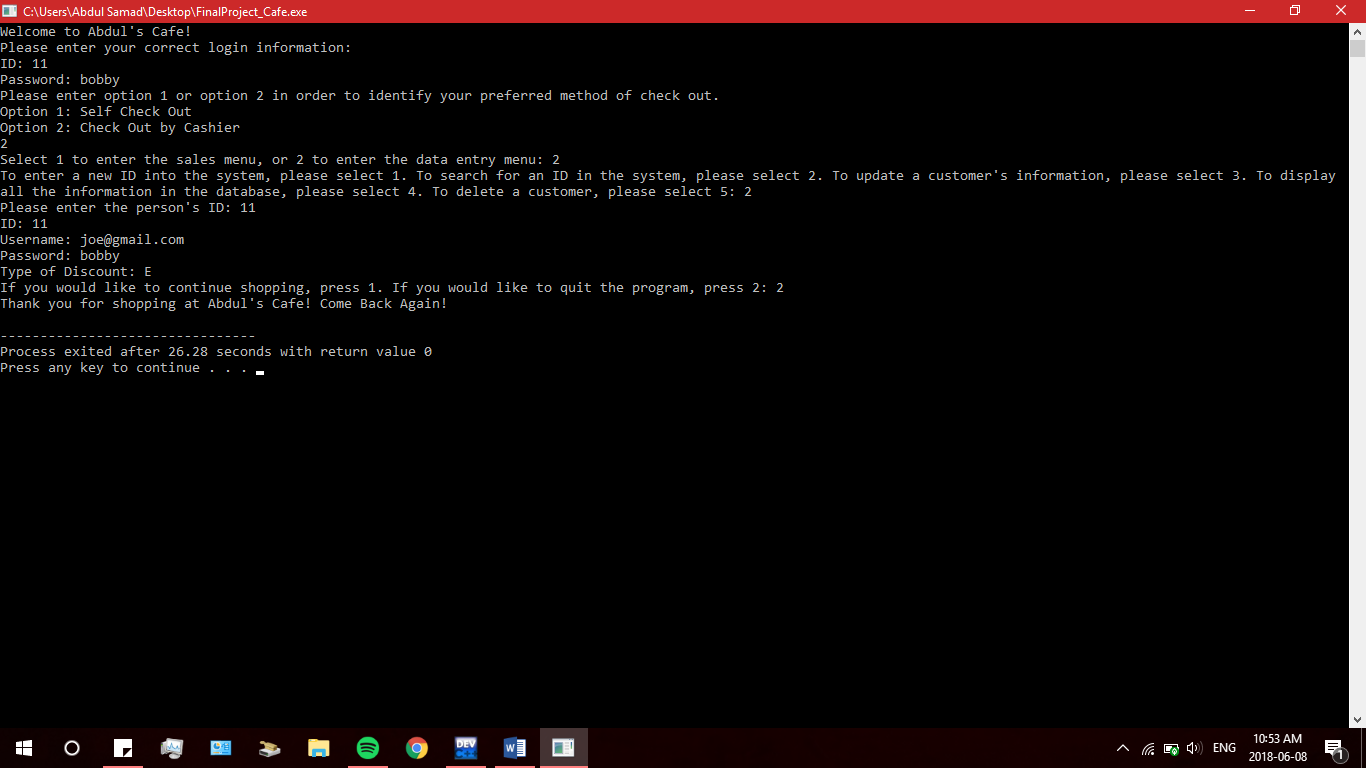 C:\Users\Abdul Samad\Desktop\FinalProject_Cafe.exe
Welcome to Abdul's Cafe!
Please enter your correct login information:
ID: 11
Password: bobby
Please enter option 1 or option 2 in order to identify your preferred method of check out.
Option 1: Self Check Out
Option 2: Check Out by Cashier
2
Select 1 to enter the sales menu, or 2 to enter the data entry menu: 2
To enter a new ID into the system, please select 1. To search for an ID in the system, please select 2. To update a customer's information, please select 3. To display
all the information in the database, please select 4. To delete a customer, please select 5: 2
Please enter the person's ID: 11
ID: 11
Username: joe@gmail.com
Password: bobby
Type of Discount: E
If you would like to continue shopping, press 1. If you would like to quit the program, press 2: 2
Thank you for shopping at Abdul's Cafe! Come Back Again!
--------------------------------
Process exited after 26.28 seconds with return value 0
Press any key to continue . . .
DEV
ENG
10:53 AM
2018-06-08
1